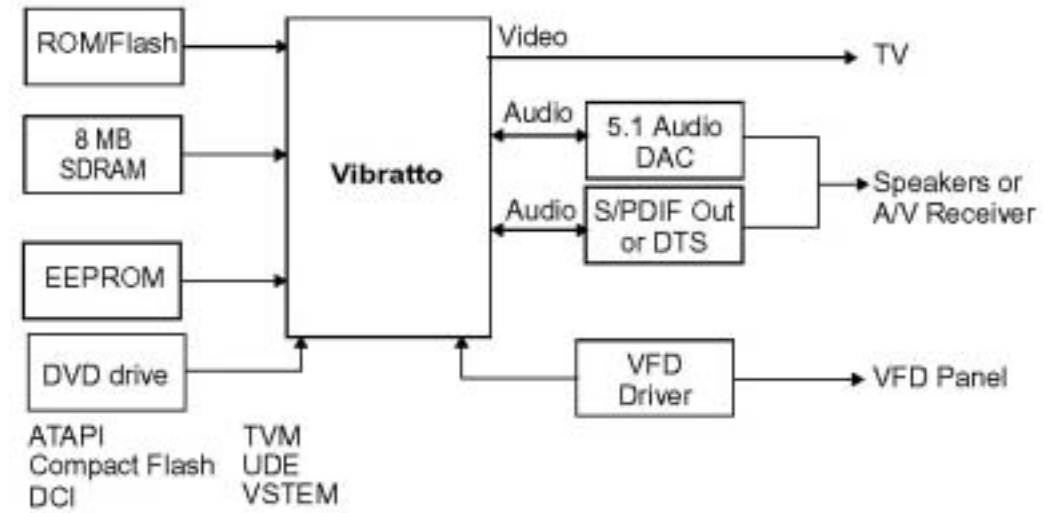 ROM/Flash
8 MB
SDRAM
EEPROM
DVD drive
ATAPI
Compact Flash
DCI
TVM
UDE
VSTEM
Vibratto
Video
TV
Audio
5.1 Audio
DAC
Audio
S/PDIF Out
or DTS
Speakers or
A/V Receiver
VFD
Driver
VFD Panel